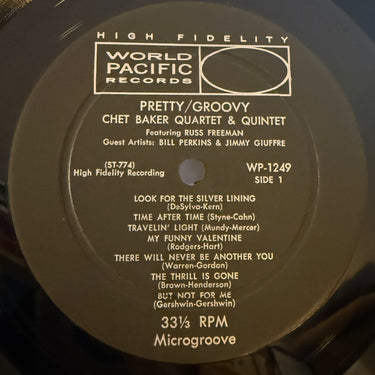 HIGH FIDELITY
WORLD
PACIFIC
RECORDS
PRETTY/GROOVY
CHET BAKER QUARTET & QUINTET
Featuring RUSS FREEMAN
Guest Artists: BILL PERKINS & JIMMY GIUFFRE
(ST-774)
High Fidelity Recording
WP-1249
SIDE 1
LOOK FOR THE SILVER LINING
(DeSylva-Kern)
TIME AFTER TIME (Styne-Cahn)
TRAVELIN' LIGHT (Mundy-Mercer)
MY FUNNY VALENTINE
(Rodgers-Hart)
THERE WILL NEVER BE ANOTHER YOU
(Warren-Gordon)
THE THRILL IS GONE
(Brown-Henderson)
BUT NOT FOR ME
(Gershwin-Gershwin)
33⅓ RPM
Microgroove